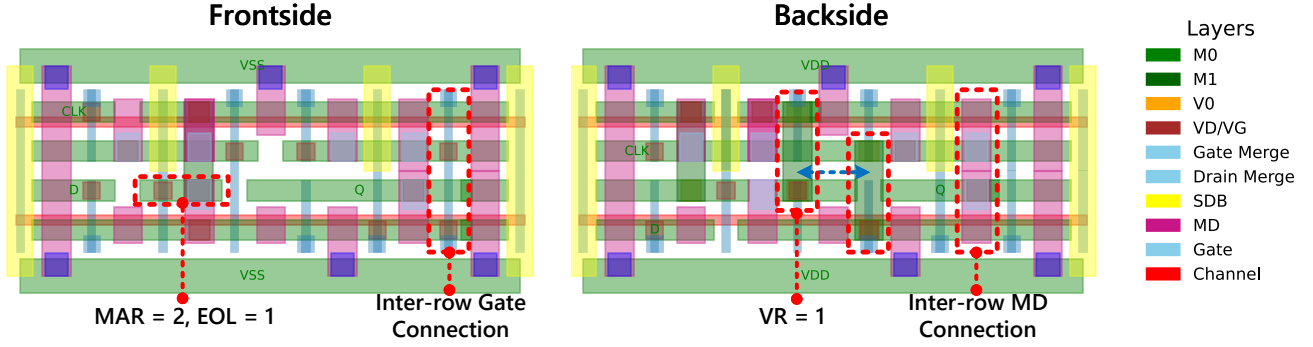 Frontside
Backside
VSS
CLK
D
Q
VSS
MAR = 2, EOL = 1
Inter-row Gate
Connection
VDD
CLK
Q
D
VDD
VR = 1
Inter-row MD
Connection
Layers
M0
M1
V0
VD/VG
Gate Merge
Drain Merge
SDB
MD
Gate
Channel